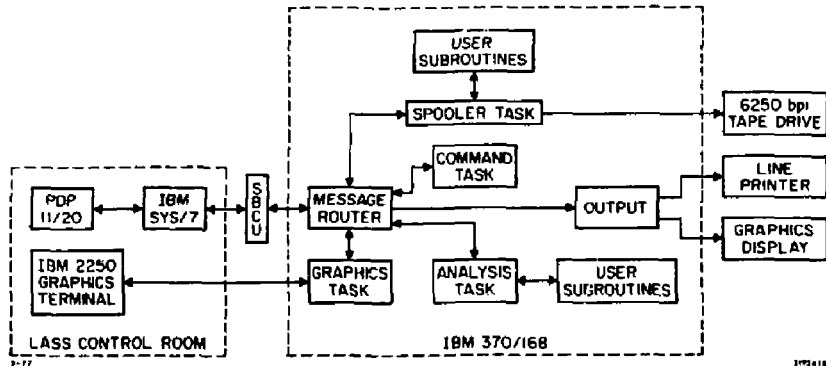 USER
SUBROUTINES
SPOOLER TASK
6250 bpi
TAPE DRIVE
COMMAND
TASK
LINE
PRINTER
PDP
11/20
IBM
SYS/7
SBCU
MESSAGE
ROUTER
OUTPUT
GRAPHICS
DISPLAY
IBM 2250
GRAPHICS
TERMINAL
GRAPHICS
TASK
ANALYSIS
TASK
USER
SUGROUTINES
LASS CONTROL ROOM
IBM 370/168